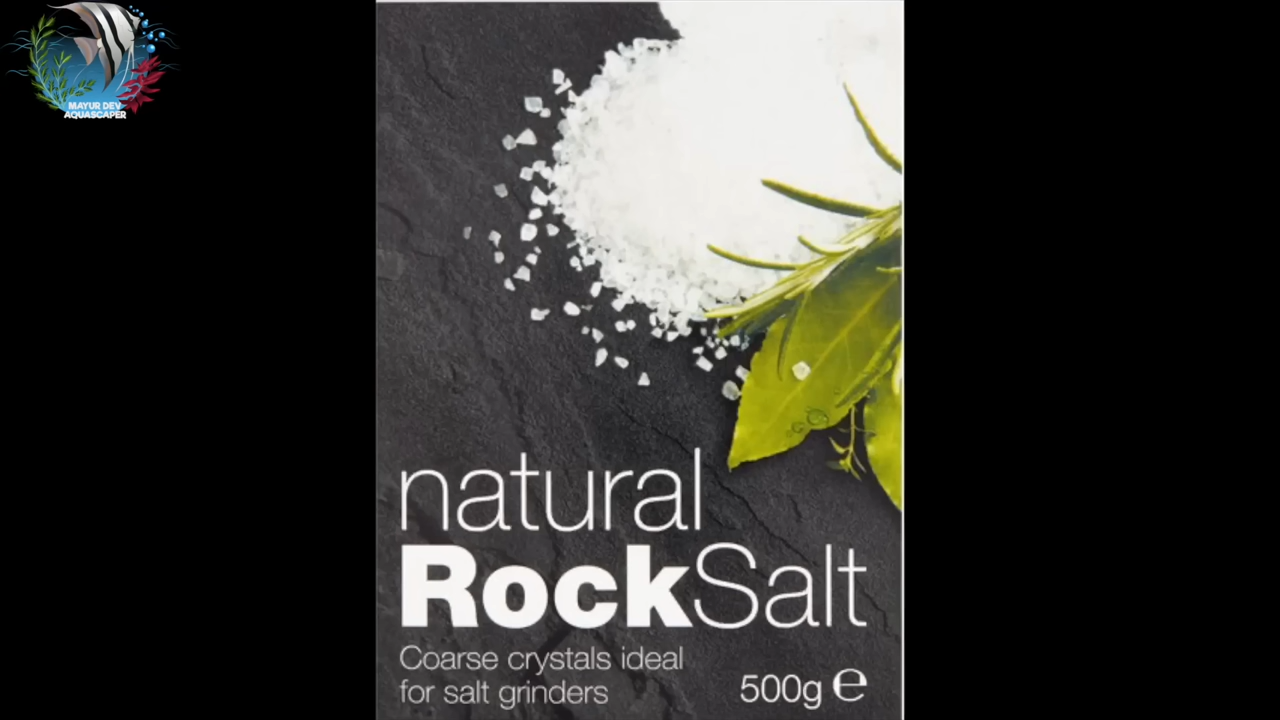 MAYUR DEV
AQUASCAPER
natural
RockSalt
Coarse crystals ideal
for salt grinders
500g ℮